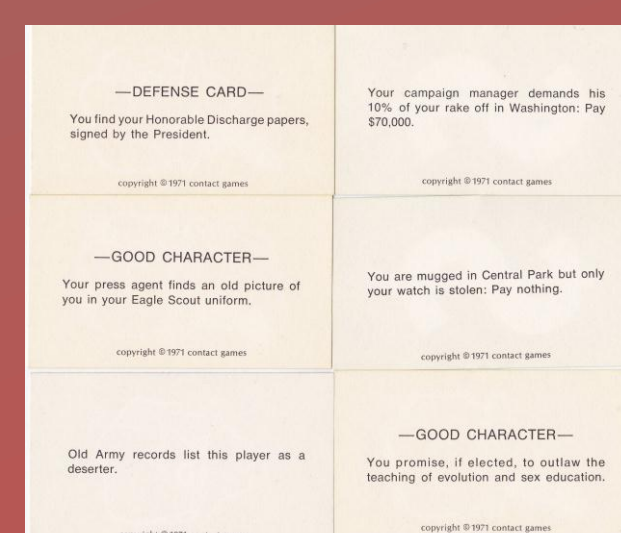 —DEFENSE CARD—
You find your Honorable Discharge papers,
signed by the President.
copyright © 1971 contact games
Your campaign manager demands his
10% of your rake off in Washington: Pay
$70,000.
copyright © 1971 contact games
—GOOD CHARACTER—
Your press agent finds an old picture of
you in your Eagle Scout uniform.
copyright © 1971 contact games
You are mugged in Central Park but only
your watch is stolen: Pay nothing.
copyright © 1971 contact games
Old Army records list this player as a
deserter.
—GOOD CHARACTER—
You promise, if elected, to outlaw the
teaching of evolution and sex education.
copyright © 1971 contact games